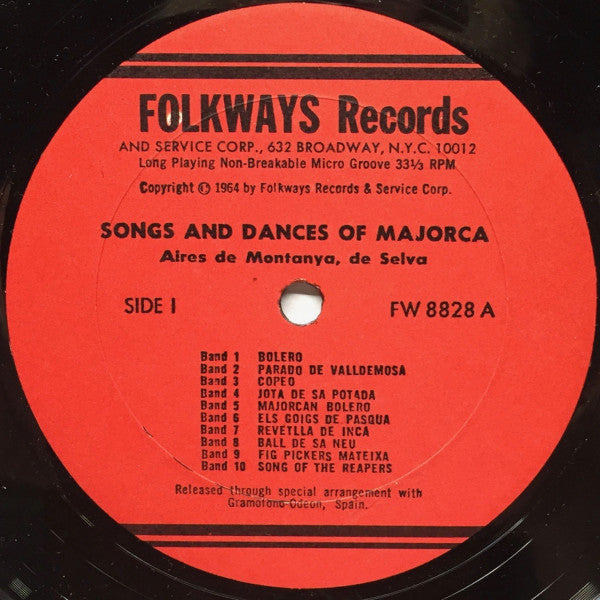 FOLKWAYS Records
AND SERVICE CORP., 632 BROADWAY, N.Y.C. 10012
Long Playing Non-Breakable Micro Groove 33⅓ RPM
Copyright © 1964 by Folkways Records & Service Corp.
SONGS AND DANCES OF MAJORCA
Aires de Montanya, de Selva
SIDE I FW 8828 A
Band 1 BOLERO
Band 2 PARADO DE VALLDEMOSA
Band 3 COPEO
Band 4 JOTA DE SA POTADA
Band 5 MAJORCAN BOLERO
Band 6 ELS GOIGS DE PASQUA
Band 7 REVETLLA DE INCA
Band 8 BALL DE SA NEU
Band 9 FIG PICKERS MATEIXA
Band 10 SONG OF THE REAPERS
Released through special arrangement with
Gramofono-Odeon, Spain.